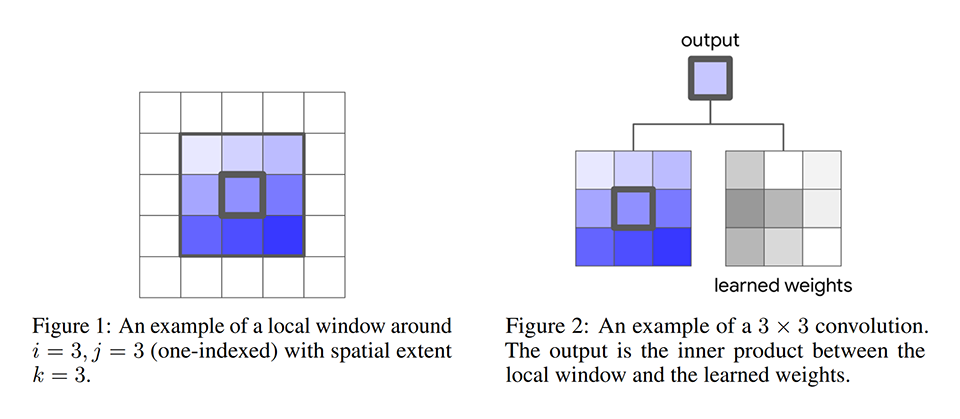 output
learned weights
Figure 1: An example of a local window around
i = 3, j = 3 (one-indexed) with spatial extent
k = 3.
Figure 2: An example of a 3 × 3 convolution.
The output is the inner product between the
local window and the learned weights.